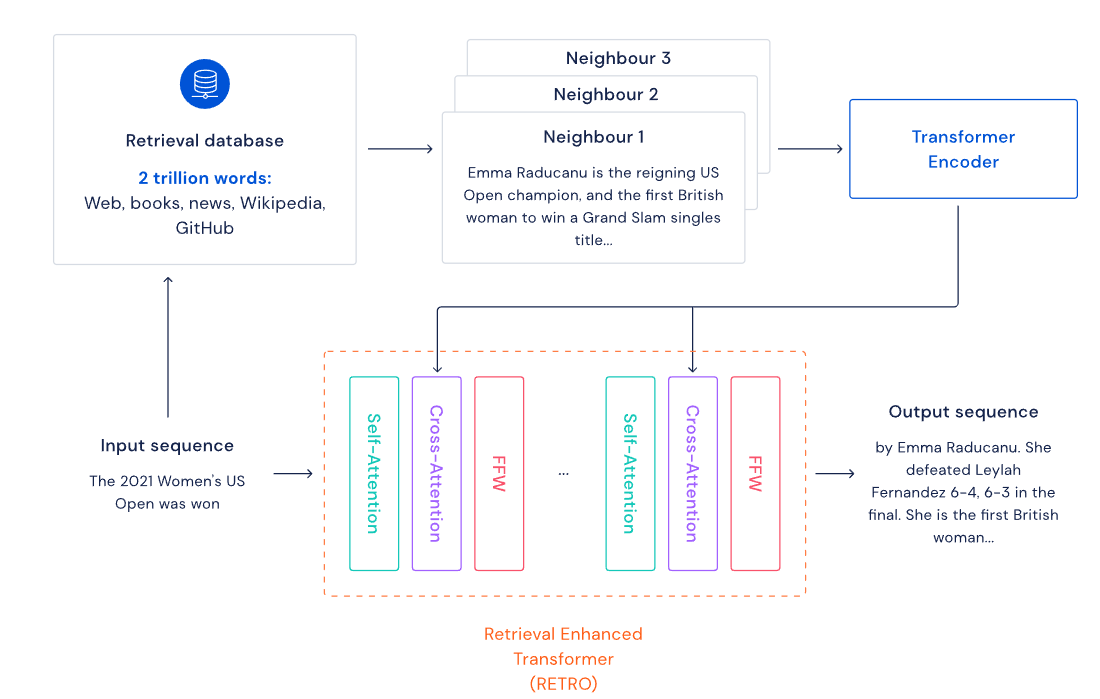 Retrieval database
2 trillion words:
Web, books, news, Wikipedia,
GitHub
Neighbour 3
Neighbour 2
Neighbour 1
Emma Raducanu is the reigning US
Open champion, and the first British
woman to win a Grand Slam singles
title...
Transformer
Encoder
Input sequence
The 2021 Women's US
Open was won
Self-Attention
Cross-Attention
FFW
...
Self-Attention
Cross-Attention
FFW
Output sequence
by Emma Raducanu. She
defeated Leylah
Fernandez 6-4, 6-3 in the
final. She is the first British
woman...
Retrieval Enhanced
Transformer
(RETRO)